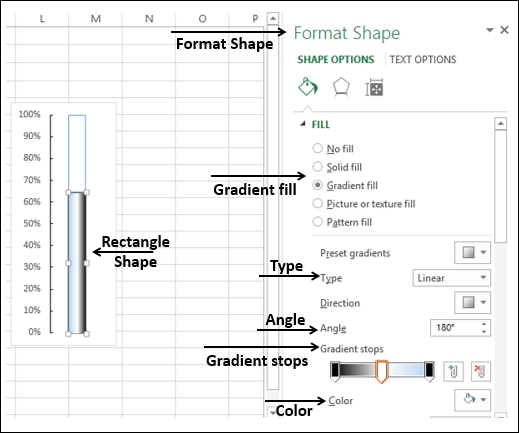 L M N O P
Format Shape
Format Shape
SHAPE OPTIONS TEXT OPTIONS
FILL
No fill
Solid fill
Gradient fill
Gradient fill
Picture or texture fill
Pattern fill
100%
90%
80%
70%
60%
50%
40%
30%
20%
10%
0%
Rectangle
Shape
Preset gradients
Type
Type Linear
Direction
Angle
Angle 180°
Gradient stops
Gradient stops
Color
Color